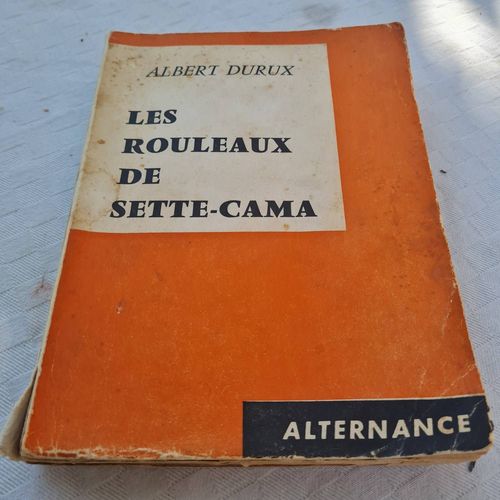 ALBERT DURUX
LES
ROULEAUX
DE
SETTE-CAMA
ALTERNANCE